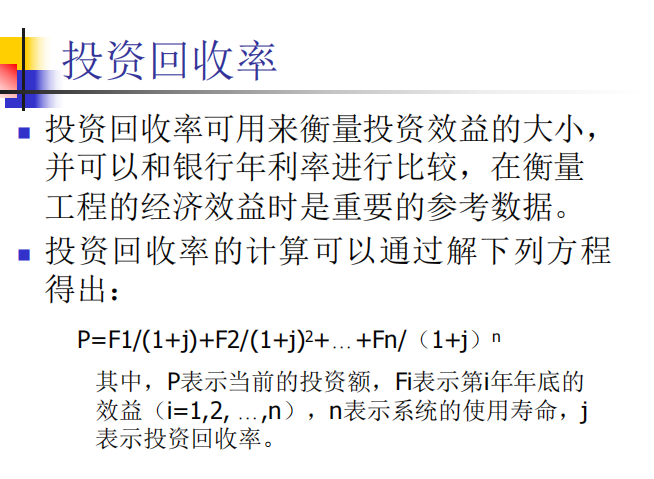 投资回收率
投资回收率可用来衡量投资效益的大小，
并可以和银行年利率进行比较，在衡量
工程的经济效益时是重要的参考数据。
投资回收率的计算可以通过解下列方程
得出：
P=F1/(1+j)+F2/(1+j)²+…+Fn/（1+j）ⁿ
其中，P表示当前的投资额，Fi表示第i年年底的
效益（i=1,2, …,n），n表示系统的使用寿命，j
表示投资回收率。